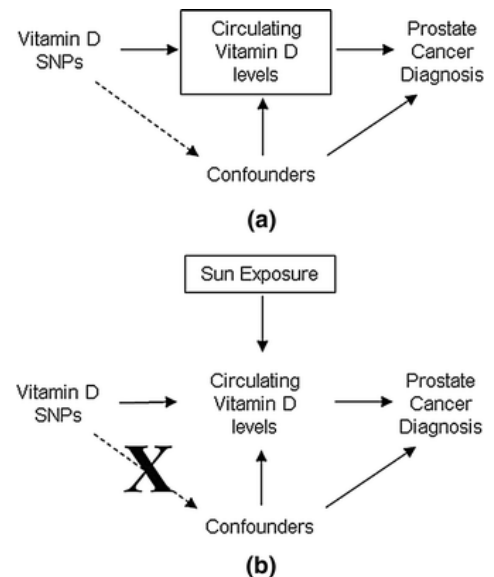 Vitamin D
SNPs
Circulating
Vitamin D
levels
Prostate
Cancer
Diagnosis
Confounders
(a)
Sun Exposure
Vitamin D
SNPs
Circulating
Vitamin D
levels
Prostate
Cancer
Diagnosis
X
Confounders
(b)